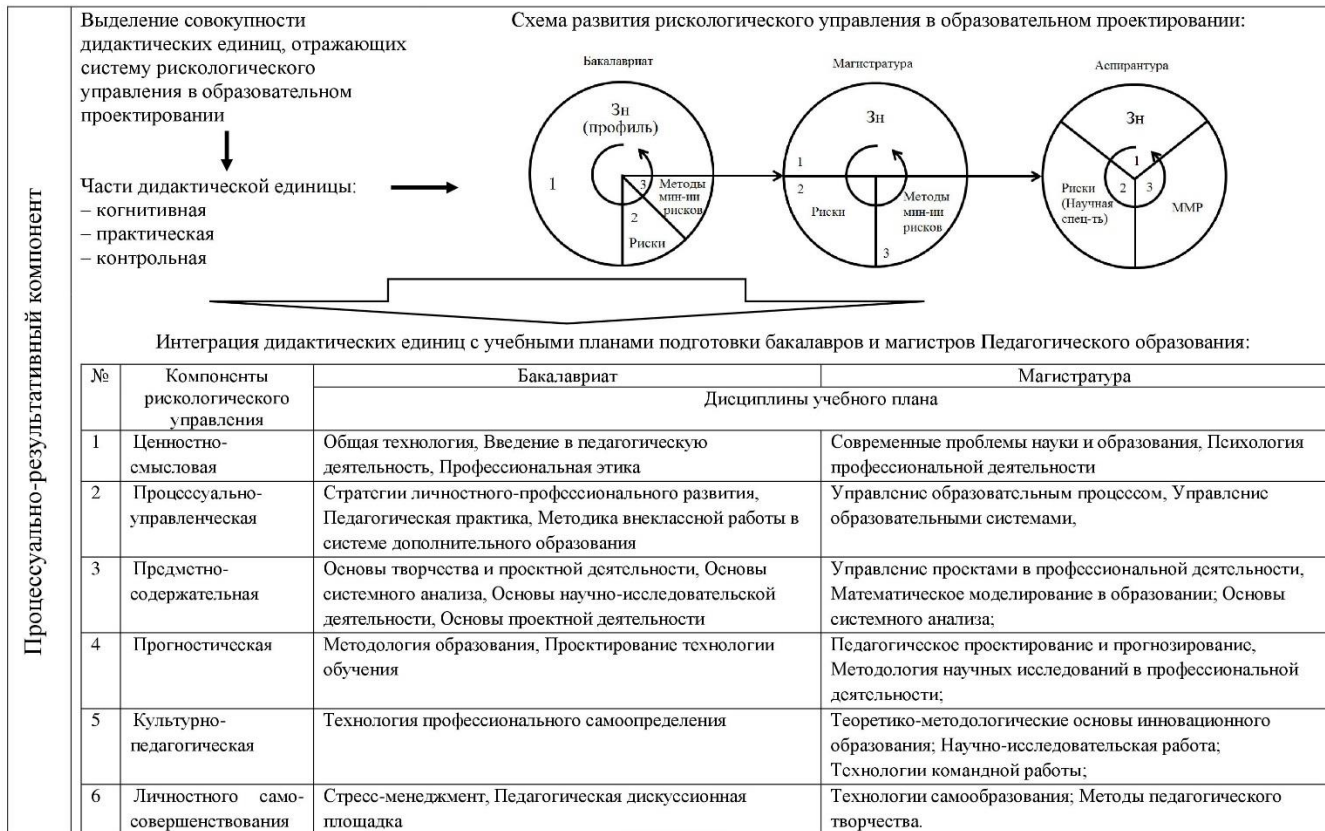 Процессуально-результативный компонент
Выделение совокупности
дидактических единиц, отражающих
систему рискологического
управления в образовательном
проектировании
Части дидактической единицы:
– когнитивная
– практическая
– контрольная
Схема развития рискологического управления в образовательном проектировании:
Бакалавриат
Зн
(профиль)
1
3
Методы
мин-ии
рисков
2
Риски
Магистратура
Зн
1
2
Риски
Методы
мин-ии
рисков
3
Аспирантура
Зн
1
2
3
Риски
(Научная
спец-ть)
ММР
Интеграция дидактических единиц с учебными планами подготовки бакалавров и магистров Педагогического образования:
№
Компоненты
рискологического
управления
Бакалавриат
Магистратура
Дисциплины учебного плана
1
Ценностно-
смысловая
Общая технология, Введение в педагогическую
деятельность, Профессиональная этика
Современные проблемы науки и образования, Психология
профессиональной деятельности
2
Процессуально-
управленческая
Стратегии личностного-профессионального развития,
Педагогическая практика, Методика внеклассной работы в
системе дополнительного образования
Управление образовательным процессом, Управление
образовательными системами,
3
Предметно-
содержательная
Основы творчества и проектной деятельности, Основы
системного анализа, Основы научно-исследовательской
деятельности, Основы проектной деятельности
Управление проектами в профессиональной деятельности,
Математическое моделирование в образовании; Основы
системного анализа;
4
Прогностическая
Методология образования, Проектирование технологии
обучения
Педагогическое проектирование и прогнозирование,
Методология научных исследований в профессиональной
деятельности;
5
Культурно-
педагогическая
Технология профессионального самоопределения
Теоретико-методологические основы инновационного
образования; Научно-исследовательская работа;
Технологии командной работы;
6
Личностного само-
совершенствования
Стресс-менеджмент, Педагогическая дискуссионная
площадка
Технологии самообразования; Методы педагогического
творчества.